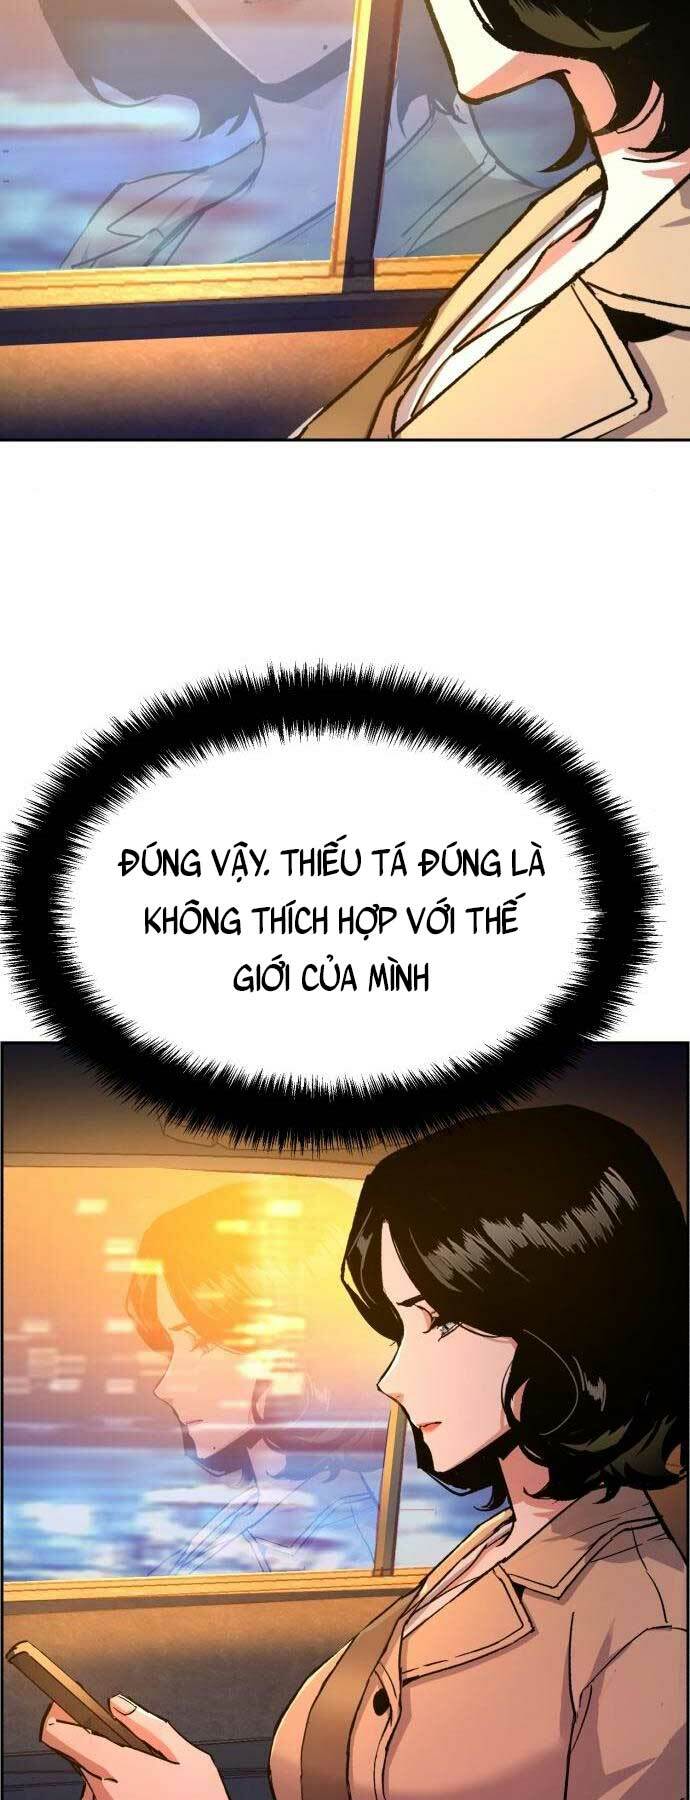 ĐÚNG VẬY. THIẾU TÁ ĐÚNG LÀ
KHÔNG THÍCH HỢP VỚI THẾ
GIỚI CỦA MÌNH